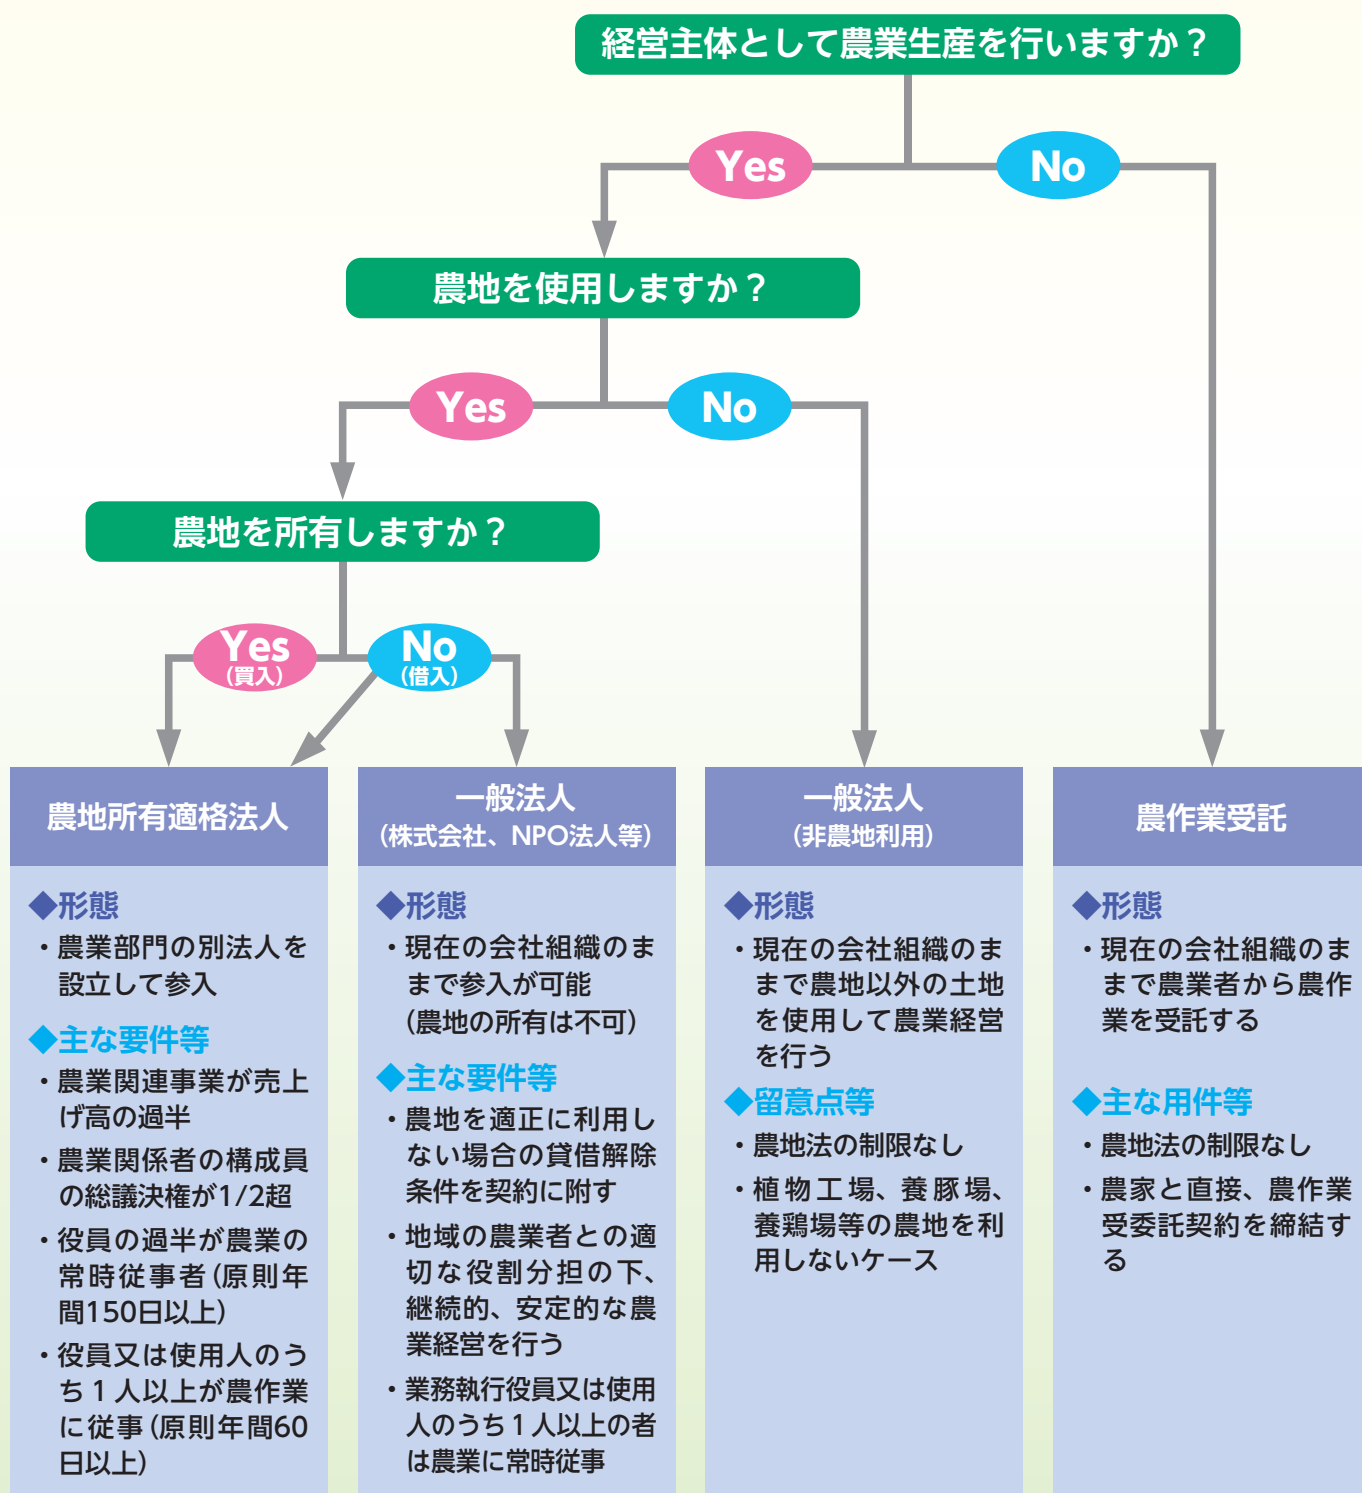 経営主体として農業生産を行いますか？
Yes
No
農地を使用しますか？
Yes
No
農地を所有しますか？
Yes
（買入）
No
（借入）
農地所有適格法人
◆形態
・農業部門の別法人を
設立して参入
◆主な要件等
・農業関連事業が売上
げ高の過半
・農業関係者の構成員
の総議決権が1/2超
・役員の過半が農業の
常時従事者（原則年
間150日以上）
・役員又は使用人のう
ち１人以上が農作業
に従事（原則年間60
日以上）
一般法人
（株式会社、NPO法人等）
◆形態
・現在の会社組織のま
まで参入が可能
（農地の所有は不可）
◆主な要件等
・農地を適正に利用し
ない場合の貸借解除
条件を契約に附す
・地域の農業者との適
切な役割分担の下、
継続的、安定的な農
業経営を行う
・業務執行役員又は使用
人のうち１人以上の者
は農業に常時従事
一般法人
（非農地利用）
◆形態
・現在の会社組織のま
まで農地以外の土地
を使用して農業経営
を行う
◆留意点等
・農地法の制限なし
・植物工場、養豚場、
養鶏場等の農地を利
用しないケース
農作業受託
◆形態
・現在の会社組織のま
まで農業者から農作
業を受託する
◆主な用件等
・農地法の制限なし
・農家と直接、農作業
受委託契約を締結す
る